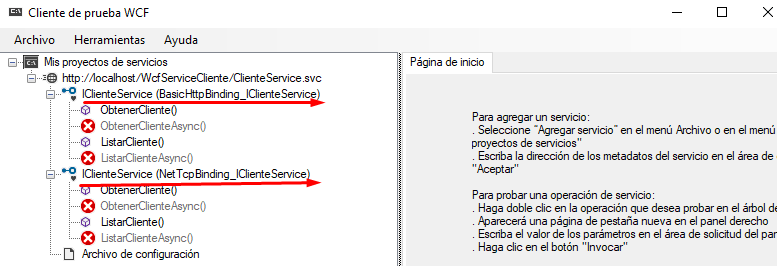 Cliente de prueba WCF
Archivo Herramientas Ayuda
Mis proyectos de servicios
http://localhost/WcfServiceCliente/ClienteService.svc
IClienteService (BasicHttpBinding_IClienteService)
ObtenerCliente()
ObtenerClienteAsync()
ListarCliente()
ListarClienteAsync()
IClienteService (NetTcpBinding_IClienteService)
ObtenerCliente()
ObtenerClienteAsync()
ListarCliente()
ListarClienteAsync()
Archivo de configuración
Página de inicio
Para agregar un servicio:
. Seleccione "Agregar servicio" en el menú Archivo o en el menú
proyectos de servicios"
. Escriba la dirección de los metadatos del servicio en el área de
"Aceptar"
Para probar una operación de servicio:
. Haga doble clic en la operación que desea probar en el árbol de
. Aparecerá una página de pestaña nueva en el panel derecho
. Escriba el valor de los parámetros en el área de solicitud del pan
. Haga clic en el botón "Invocar"